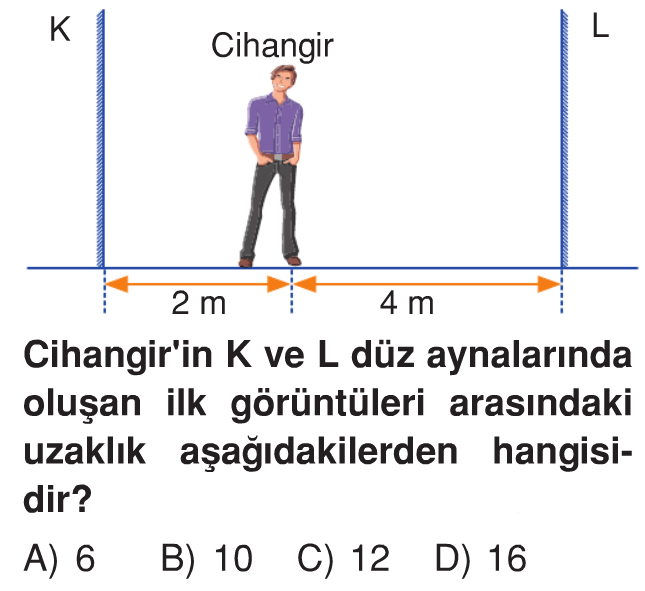 K
L
Cihangir
2 m
4 m
Cihangir'in K ve L düz aynalarında
oluşan ilk görüntüleri arasındaki
uzaklık aşağıdakilerden hangisi-
dir?
A) 6 B) 10 C) 12 D) 16